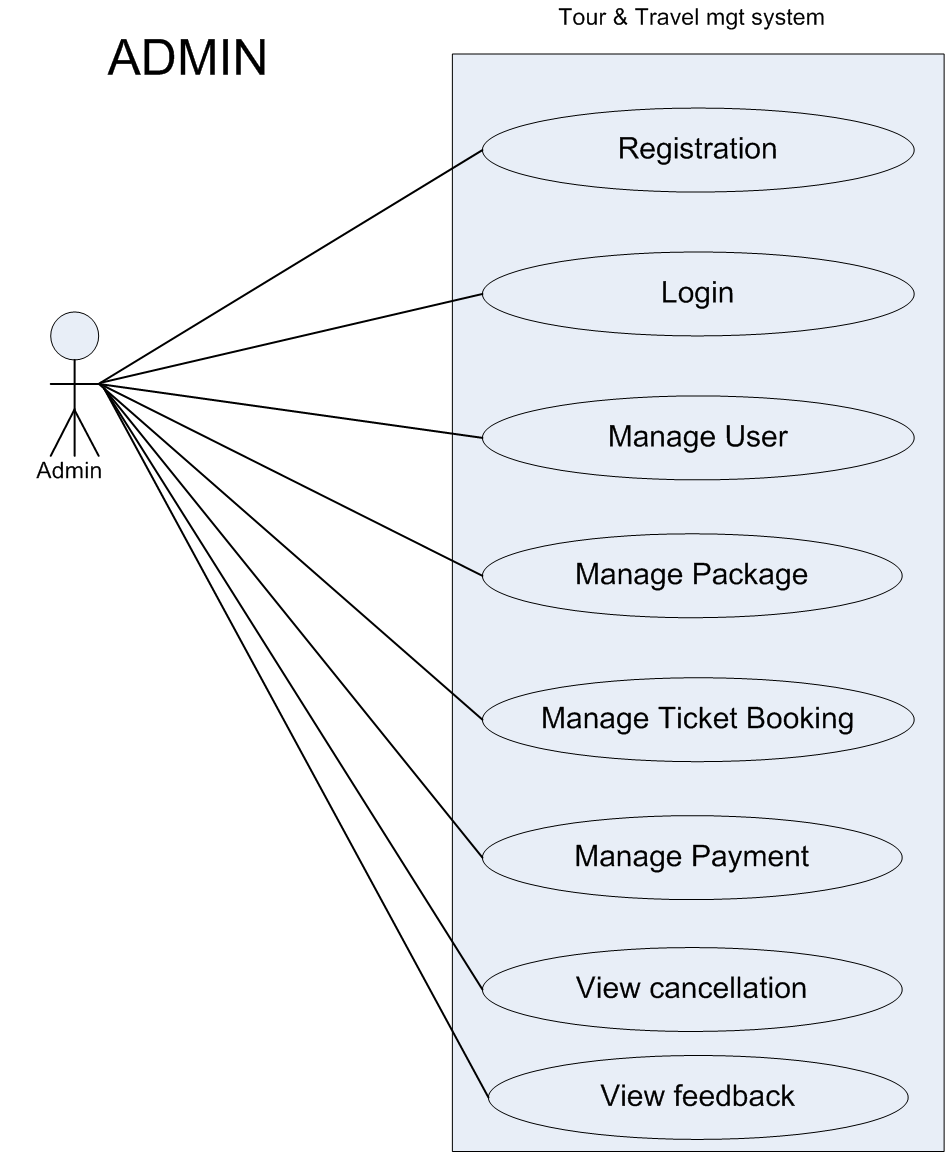 Tour & Travel mgt system
ADMIN
Registration
Login
Manage User
Admin
Manage Package
Manage Ticket Booking
Manage Payment
View cancellation
View feedback